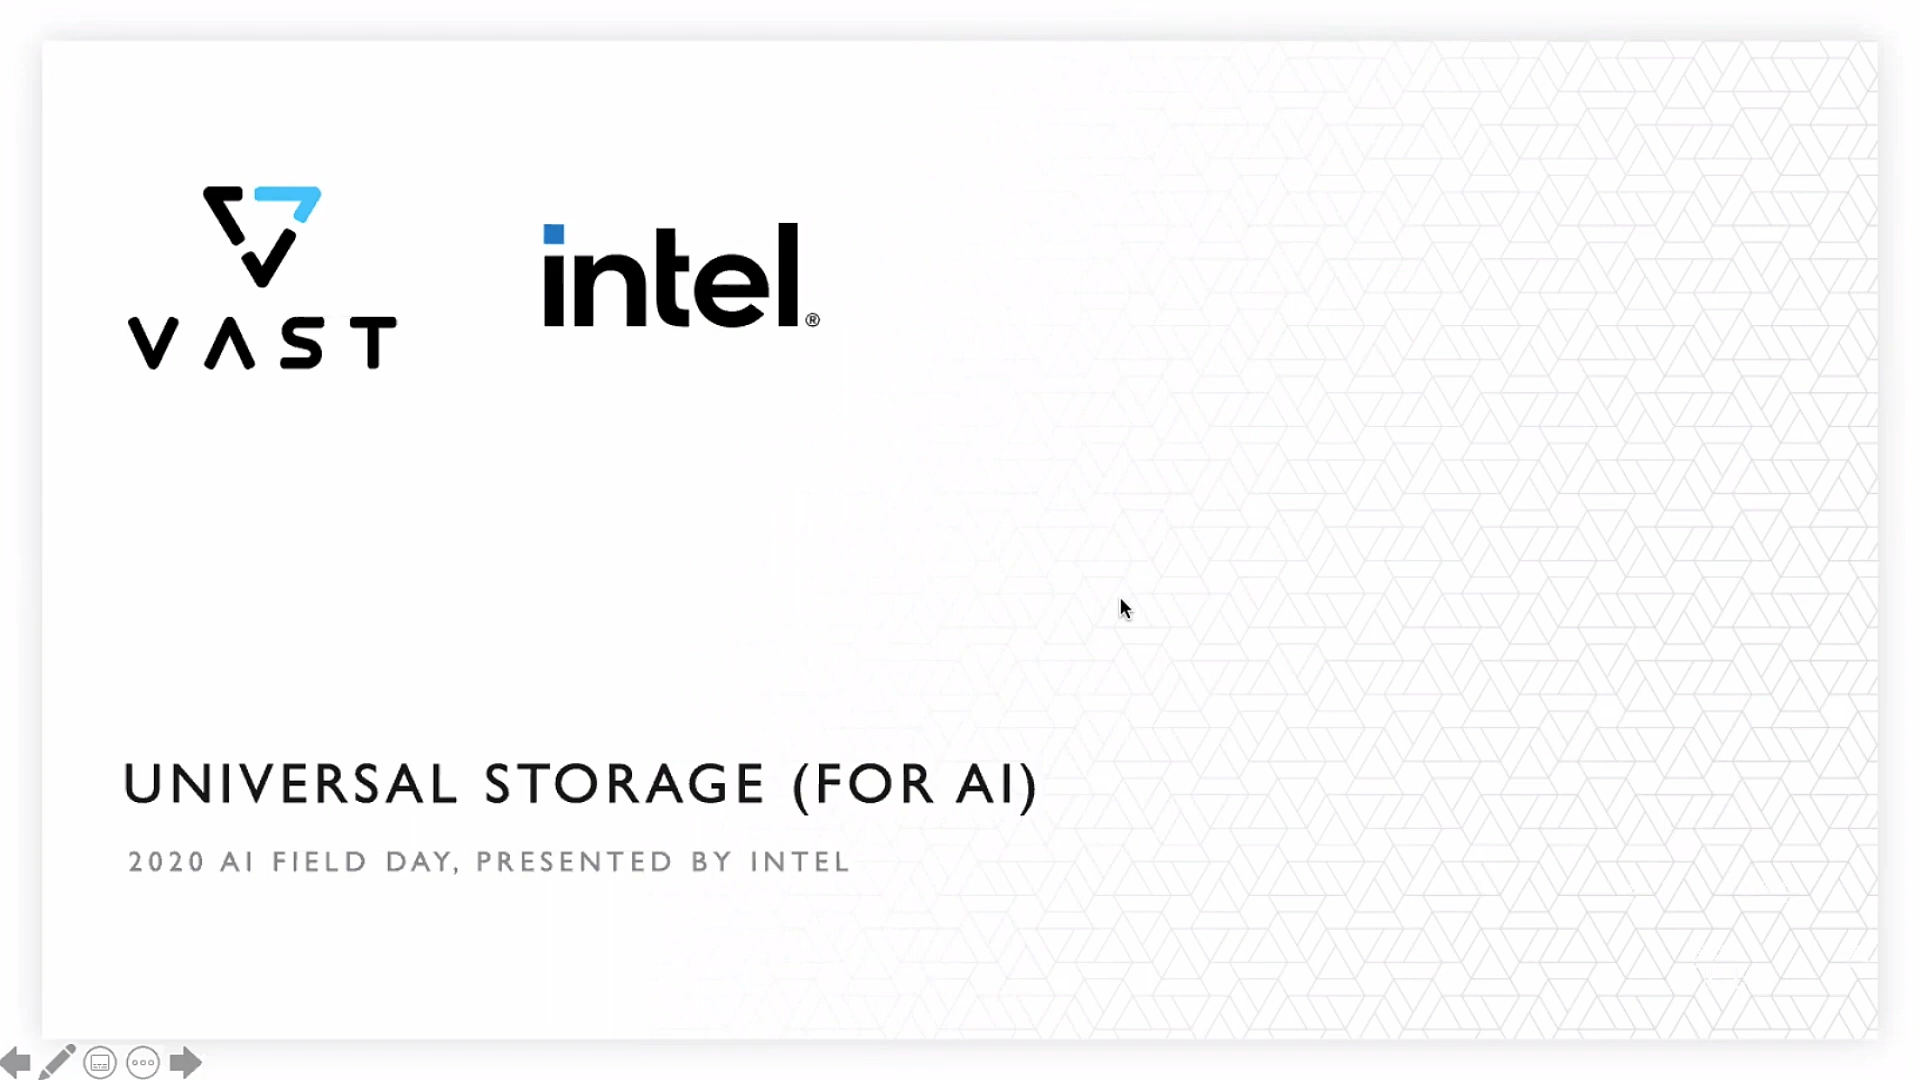 VAST
intel®
UNIVERSAL STORAGE (FOR AI)
2020 AI FIELD DAY, PRESENTED BY INTEL